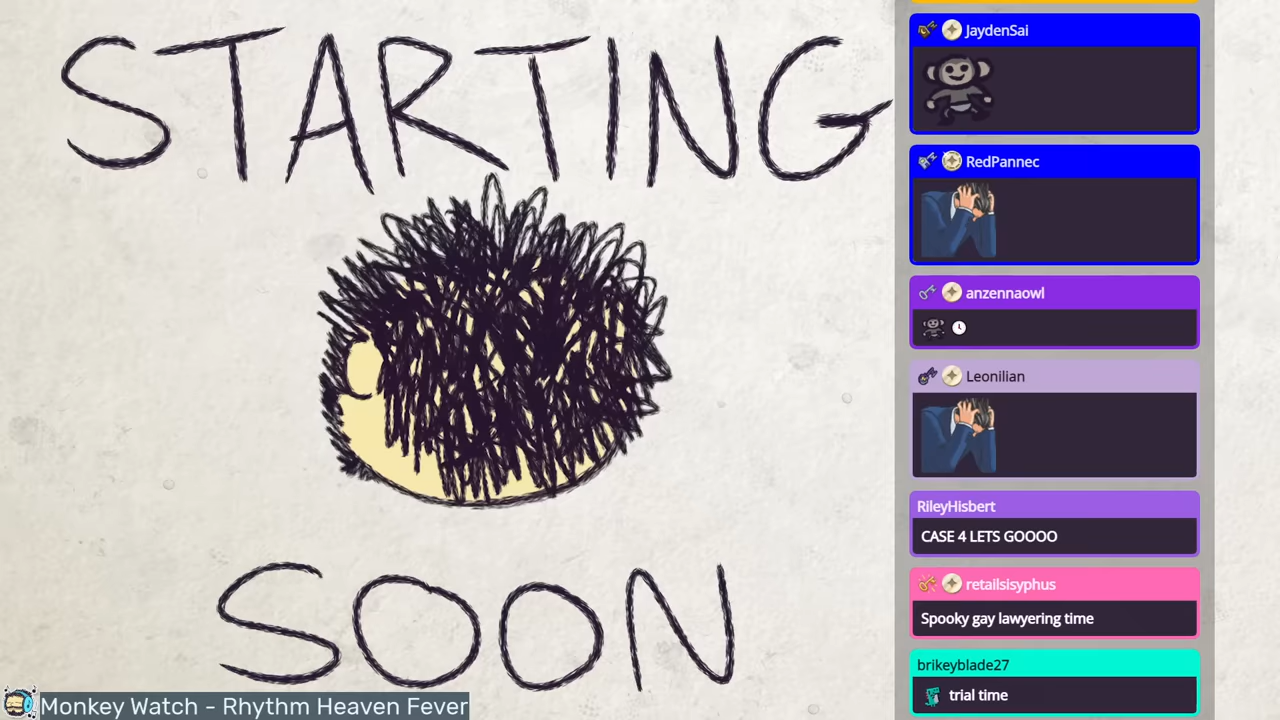 STARTING
SOON
Monkey Watch - Rhythm Heaven Fever
JaydenSai
RedPannec
anzennaowl
Leonilian
RileyHisbert
CASE 4 LETS GOOOO
retailsisyphus
Spooky gay lawyering time
brikeyblade27
trial time